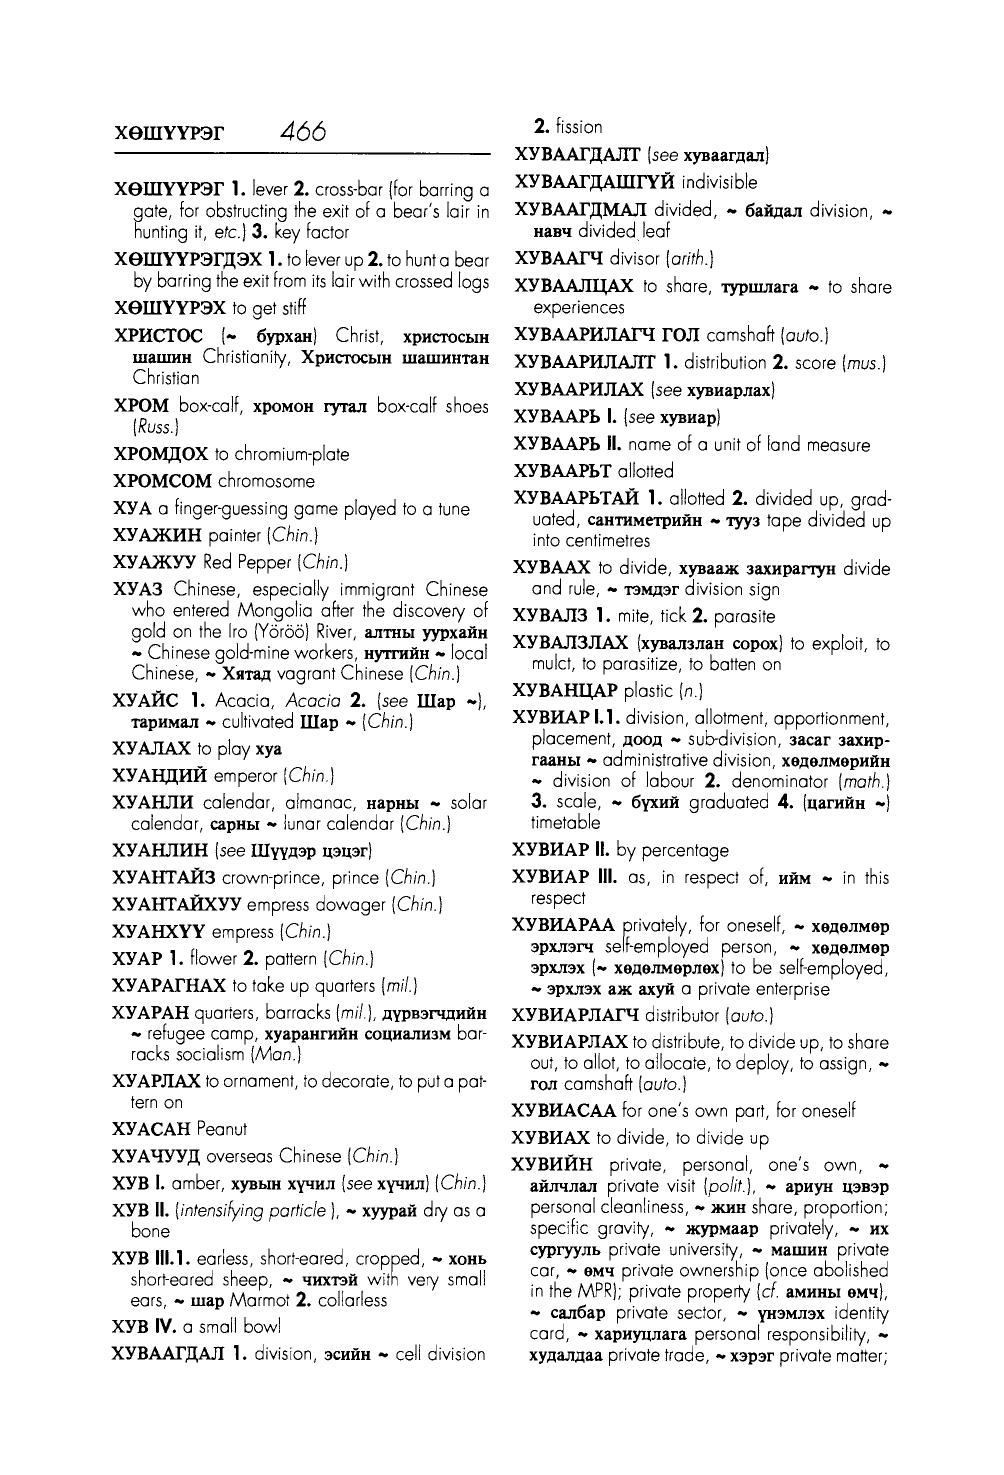 ХӨШҮҮРЭГ 466
ХӨШҮҮРЭГ 1. lever 2. cross-bar (for barring a
gate, for obstructing the exit of a bear's lair in
hunting it, etc.) 3. key factor
ХӨШҮҮРЭГДЭХ 1. to lever up 2. to hunt a bear
by barring the exit from its lair with crossed logs
ХӨШҮҮРЭХ to get stiff
ХРИСТОС (~ бурхан) Christ, христосын
шашин Christianity, Христосын шашинтан
Christian
ХРОМ box-calf, хромон гутал box-calf shoes
(Russ.)
ХРОМДОХ to chromium-plate
ХРОМСОМ chromosome
ХУА a finger-guessing game played to a tune
ХУАЖИН painter (Chin.)
ХУАЖУУ Red Pepper (Chin.)
ХУАЗ Chinese, especially immigrant Chinese
who entered Mongolia after the discovery of
gold on the Iro (Yöröö) River, алтны уурхайн
~ Chinese gold-mine workers, нутгийн ~ local
Chinese, ~ Хятад vagrant Chinese (Chin.)
ХУАЙС 1. Acacia, Acacia 2. (see Шар ~),
таримал ~ cultivated Шар ~ (Chin.)
ХУАЛАХ to play хуа
ХУАНДИЙ emperor (Chin.)
ХУАНЛИ calendar, almanac, нарны ~ solar
calendar, сарны ~ lunar calendar (Chin.)
ХУАНЛИН (see Шүүдэр цэцэг)
ХУАНТАЙЗ crown-prince, prince (Chin.)
ХУАНТАЙХУУ empress dowager (Chin.)
ХУАНХҮҮ empress (Chin.)
ХУАР 1. flower 2. pattern (Chin.)
ХУАРАГНАХ to take up quarters (mil.)
ХУАРАН quarters, barracks (mil.), дүрвэгчдийн
~ refugee camp, хуарангийн социализм bar-
racks socialism (Man.)
ХУАРЛАХ to ornament, to decorate, to put a pat-
tern on
ХУАСАН Peanut
ХУАЧУУД overseas Chinese (Chin.)
ХУВ I. amber, хувын хүчил (see хүчил) (Chin.)
ХУВ II. (intensifying particle ), ~ хуурай dry as a
bone
ХУВ III.1. earless, short-eared, cropped, ~ хонь
short-eared sheep, ~ чихтэй with very small
ears, ~ шар Marmot 2. collarless
ХУВ IV. a small bowl
ХУВААГДАЛ 1. division, эсийн ~ cell division
2. fission
ХУВААГДАЛТ (see хуваагдал)
ХУВААГДАШГҮЙ indivisible
ХУВААГДМАЛ divided, ~ байдал division, ~
навч divided leaf
ХУВААГЧ divisor (arith.)
ХУВААЛЦАХ to share, туршлага ~ to share
experiences
ХУВААРИЛАГЧ ГОЛ camshaft (auto.)
ХУВААРИЛАЛТ 1. distribution 2. score (mus.)
ХУВААРИЛАХ (see хувиарлах)
ХУВААРЬ I. (see хувиар)
ХУВААРЬ II. name of a unit of land measure
ХУВААРЬТ allotted
ХУВААРЬТАЙ 1. allotted 2. divided up, grad-
uated, сантиметрийн ~ тууз tape divided up
into centimetres
ХУВААХ to divide, хувааж захирагтун divide
and rule, ~ тэмдэг division sign
ХУВАЛЗ 1. mite, tick 2. parasite
ХУВАЛЗЛАХ (хувалзлан сорох) to exploit, to
mulct, to parasitize, to batten on
ХУВАНЦАР plastic (n.)
ХУВИАР I.1. division, allotment, apportionment,
placement, доод ~ sub-division, засаг захир-
гааны ~ administrative division, хөдөлмөрийн
~ division of labour 2. denominator (math.)
3. scale, ~ бүхий graduated 4. (цагийн ~)
timetable
ХУВИАР II. by percentage
ХУВИАР III. as, in respect of, ийм ~ in this
respect
ХУВИАРАА privately, for oneself, ~ хөдөлмөр
эрхлэгч self-employed person, ~ хөдөлмөр
эрхлэх (~ хөдөлмөрлөх) to be self-employed,
~ эрхлэх аж ахуй a private enterprise
ХУВИАРЛАГЧ distributor (auto.)
ХУВИАРЛАХ to distribute, to divide up, to share
out, to allot, to allocate, to deploy, to assign, ~
гол camshaft (auto.)
ХУВИАСАА for one's own part, for oneself
ХУВИАХ to divide, to divide up
ХУВИЙН private, personal, one's own, ~
айлчлал private visit (polit.), ~ ариун цэвэр
personal cleanliness, ~ жин share, proportion;
specific gravity, ~ журмаар privately, ~ их
сургууль private university, ~ машин private
car, ~ өмч private ownership (once abolished
in the MPR); private property (cf. амины өмч),
~ салбар private sector, ~ үнэмлэх identity
card, ~ хариуцлага personal responsibility, ~
худалдаа private trade, ~ хэрэг private matter;